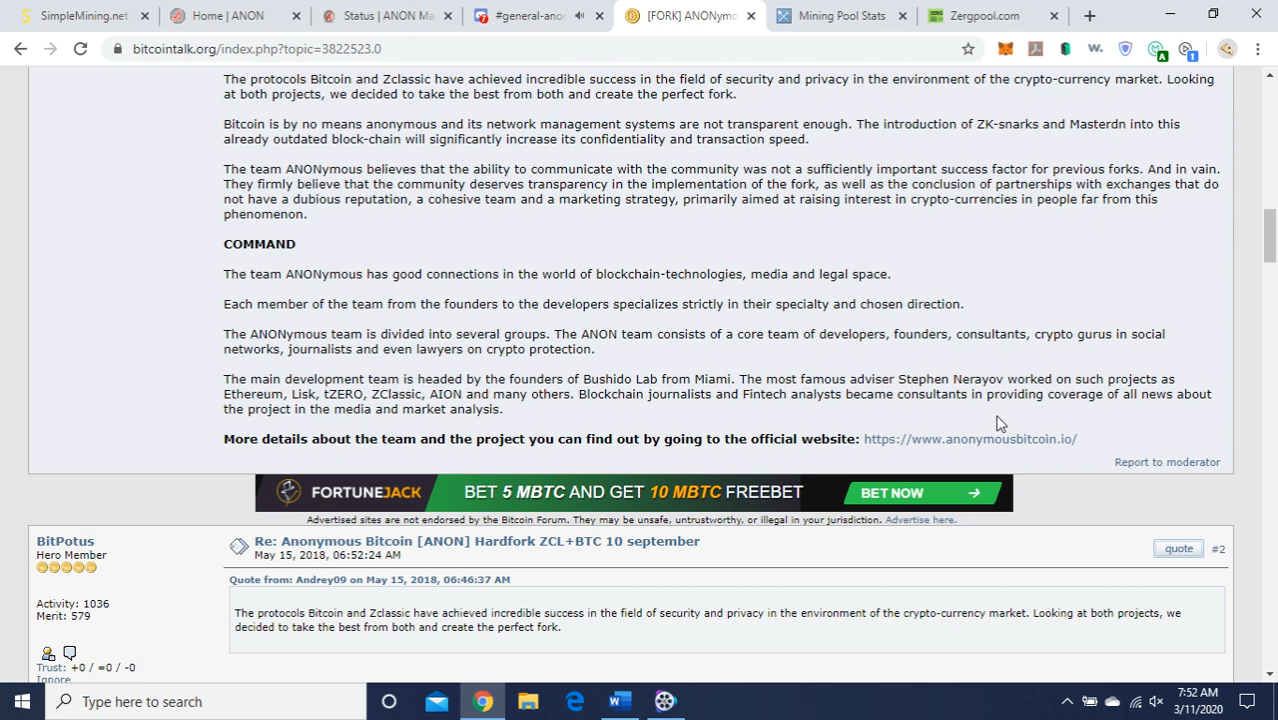 SimpleMining.net
Home | ANON
Status | ANON Ma
#general-anon
[FORK] ANONymo
Mining Pool Stats
Zergpool.com
bitcointalk.org/index.php?topic=3822523.0
The protocols Bitcoin and Zclassic have achieved incredible success in the field of security and privacy in the environment of the crypto-currency market. Looking
at both projects, we decided to take the best from both and create the perfect fork.
Bitcoin is by no means anonymous and its network management systems are not transparent enough. The introduction of ZK-snarks and Masterdn into this
already outdated block-chain will significantly increase its confidentiality and transaction speed.
The team ANONymous believes that the ability to communicate with the community was not a sufficiently important success factor for previous forks. And in vain.
They firmly believe that the community deserves transparency in the implementation of the fork, as well as the conclusion of partnerships with exchanges that do
not have a dubious reputation, a cohesive team and a marketing strategy, primarily aimed at raising interest in crypto-currencies in people far from this
phenomenon.
COMMAND
The team ANONymous has good connections in the world of blockchain-technologies, media and legal space.
Each member of the team from the founders to the developers specializes strictly in their specialty and chosen direction.
The ANONymous team is divided into several groups. The ANON team consists of a core team of developers, founders, consultants, crypto gurus in social
networks, journalists and even lawyers on crypto protection.
The main development team is headed by the founders of Bushido Lab from Miami. The most famous adviser Stephen Nerayov worked on such projects as
Ethereum, Lisk, tZERO, ZClassic, AION and many others. Blockchain journalists and Fintech analysts became consultants in providing coverage of all news about
the project in the media and market analysis.
More details about the team and the project you can find out by going to the official website: https://www.anonymousbitcoin.io/
Report to moderator
FORTUNEJACK BET 5 MBTC AND GET 10 MBTC FREEBET BET NOW
Advertised sites are not endorsed by the Bitcoin Forum. They may be unsafe, untrustworthy, or illegal in your jurisdiction. Advertise here.
BitPotus
Hero Member
Activity: 1036
Merit: 579
Trust: +0 / =0 / -0
Ignore
Re: Anonymous Bitcoin [ANON] Hardfork ZCL+BTC 10 september
May 15, 2018, 06:52:24 AM
quote #2
Quote from: Andrey09 on May 15, 2018, 06:46:37 AM
The protocols Bitcoin and Zclassic have achieved incredible success in the field of security and privacy in the environment of the crypto-currency market. Looking at both projects, we
decided to take the best from both and create the perfect fork.
Type here to search
7:52 AM
3/11/2020